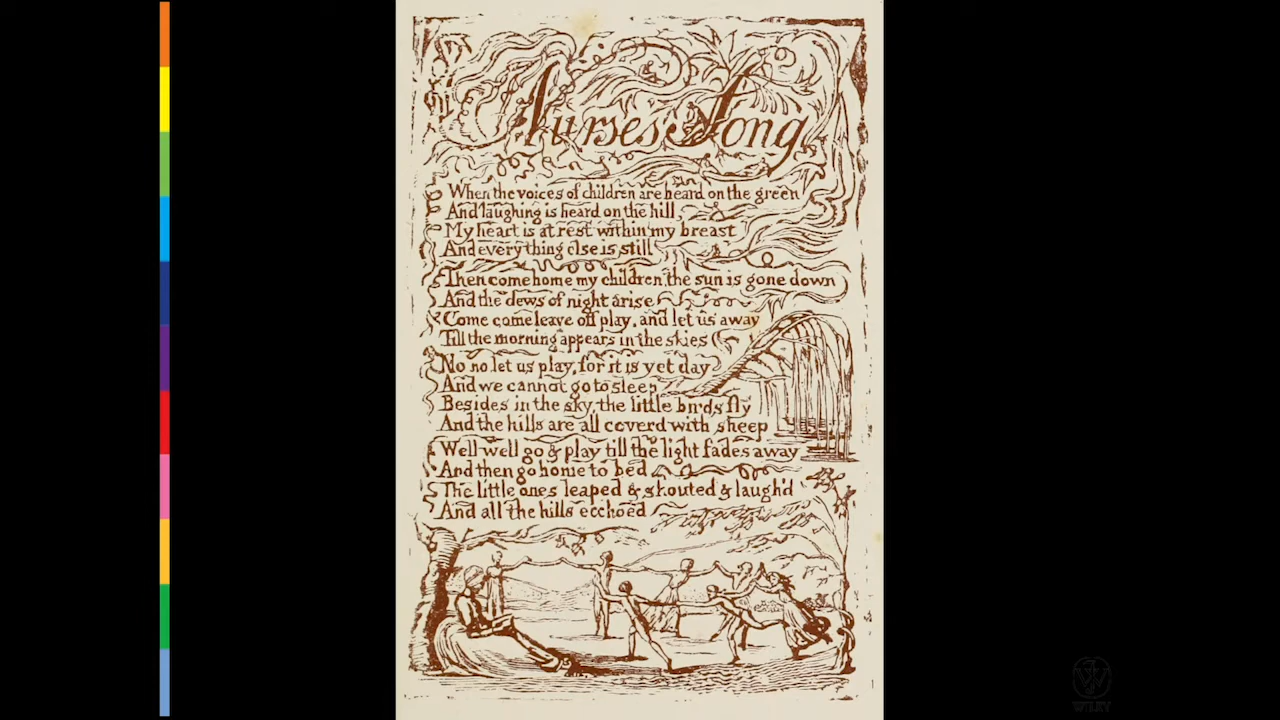 Nurses Song
When the voices of children are heard on the green
And laughing is heard on the hill,
My heart is at rest within my breast
And every thing else is still
Then come home my children, the sun is gone down
And the dews of night arise
Come come leave off play, and let us away
Till the morning appears in the skies
No no let us play, for it is yet day
And we cannot go to sleep
Besides in the sky, the little birds fly
And the hills are all coverd with sheep
Well well go & play till the light fades away
And then go home to bed
The little ones leaped & shouted & laugh'd
And all the hills ecchoed
WILEY